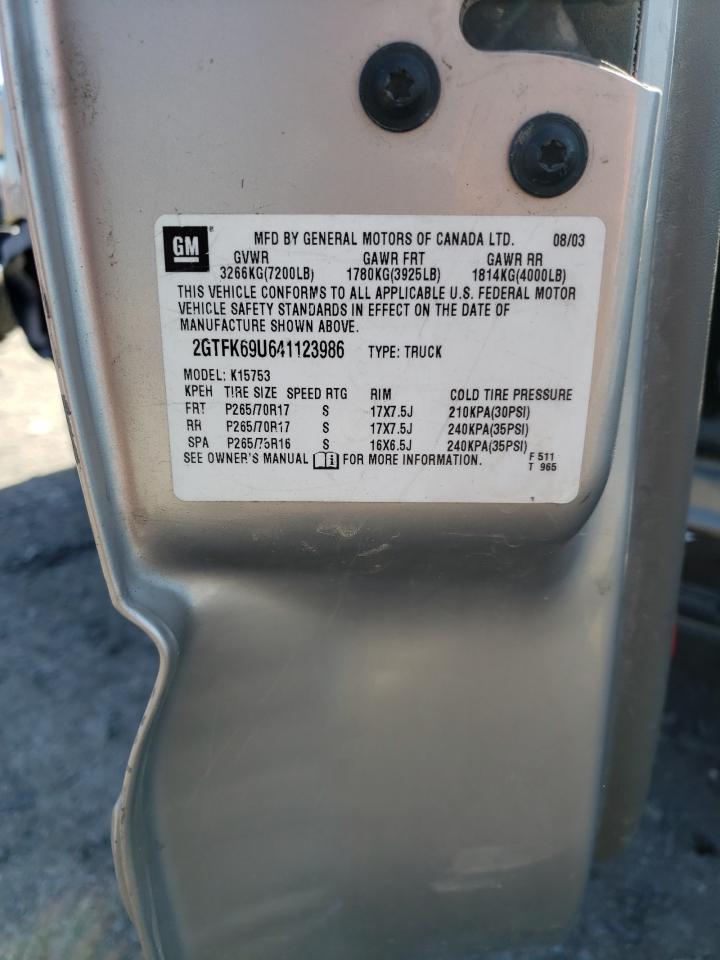 GM
MFD BY GENERAL MOTORS OF CANADA LTD. 08/03
GVWR GAWR FRT GAWR RR
3266KG(7200LB) 1780KG(3925LB) 1814KG(4000LB)
THIS VEHICLE CONFORMS TO ALL APPLICABLE U.S. FEDERAL MOTOR
VEHICLE SAFETY STANDARDS IN EFFECT ON THE DATE OF
MANUFACTURE SHOWN ABOVE.
2GTFK69U641123986 TYPE: TRUCK
MODEL: K15753
KPEH TIRE SIZE SPEED RTG RIM COLD TIRE PRESSURE
FRT P265/70R17 S 17X7.5J 210KPA(30PSI)
RR P265/70R17 S 17X7.5J 240KPA(35PSI)
SPA P265/75R16 S 16X6.5J 240KPA(35PSI)
SEE OWNER'S MANUAL FOR MORE INFORMATION. F 511
T 965